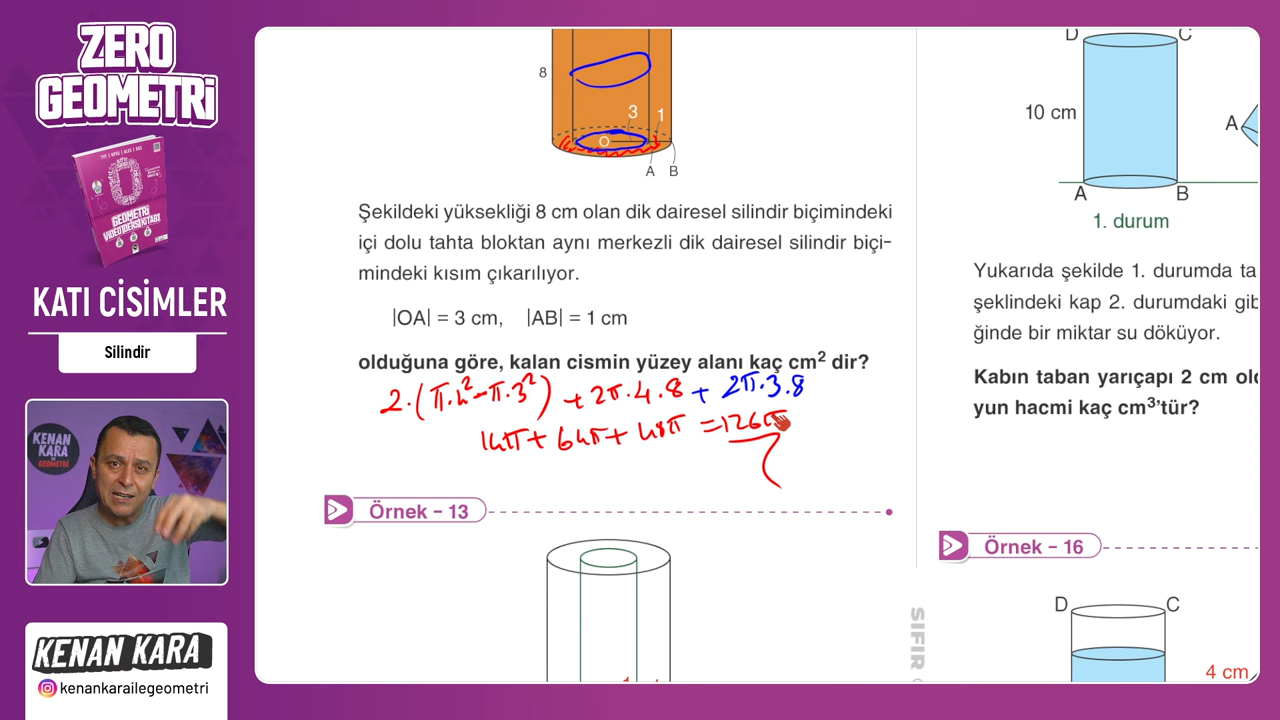 ZERO
GEOMETRİ
GEOMETRİ
VİDEO DERS KİTABI
KATI CİSİMLER
Silindir
KENAN
KARA
GEOMETRİ
KENAN KARA
kenankarailegeometri
8
3
1
O
A B
Şekildeki yüksekliği 8 cm olan dik dairesel silindir biçimindeki
içi dolu tahta bloktan aynı merkezli dik dairesel silindir biçi-
mindeki kısım çıkarılıyor.
|OA| = 3 cm, |AB| = 1 cm
olduğuna göre, kalan cismin yüzey alanı kaç cm² dir?
2.(π.4²-π.3²) + 2π.4.8 + 2π.3.8
14π + 64π + 48π = 126π
Örnek - 13
D C
10 cm
A B
A
1. durum
Yukarıda şekilde 1. durumda ta
şeklindeki kap 2. durumdaki gib
ğinde bir miktar su döküyor.
Kabın taban yarıçapı 2 cm old
yun hacmi kaç cm³'tür?
Örnek - 16
D C
4 cm
SIFIR